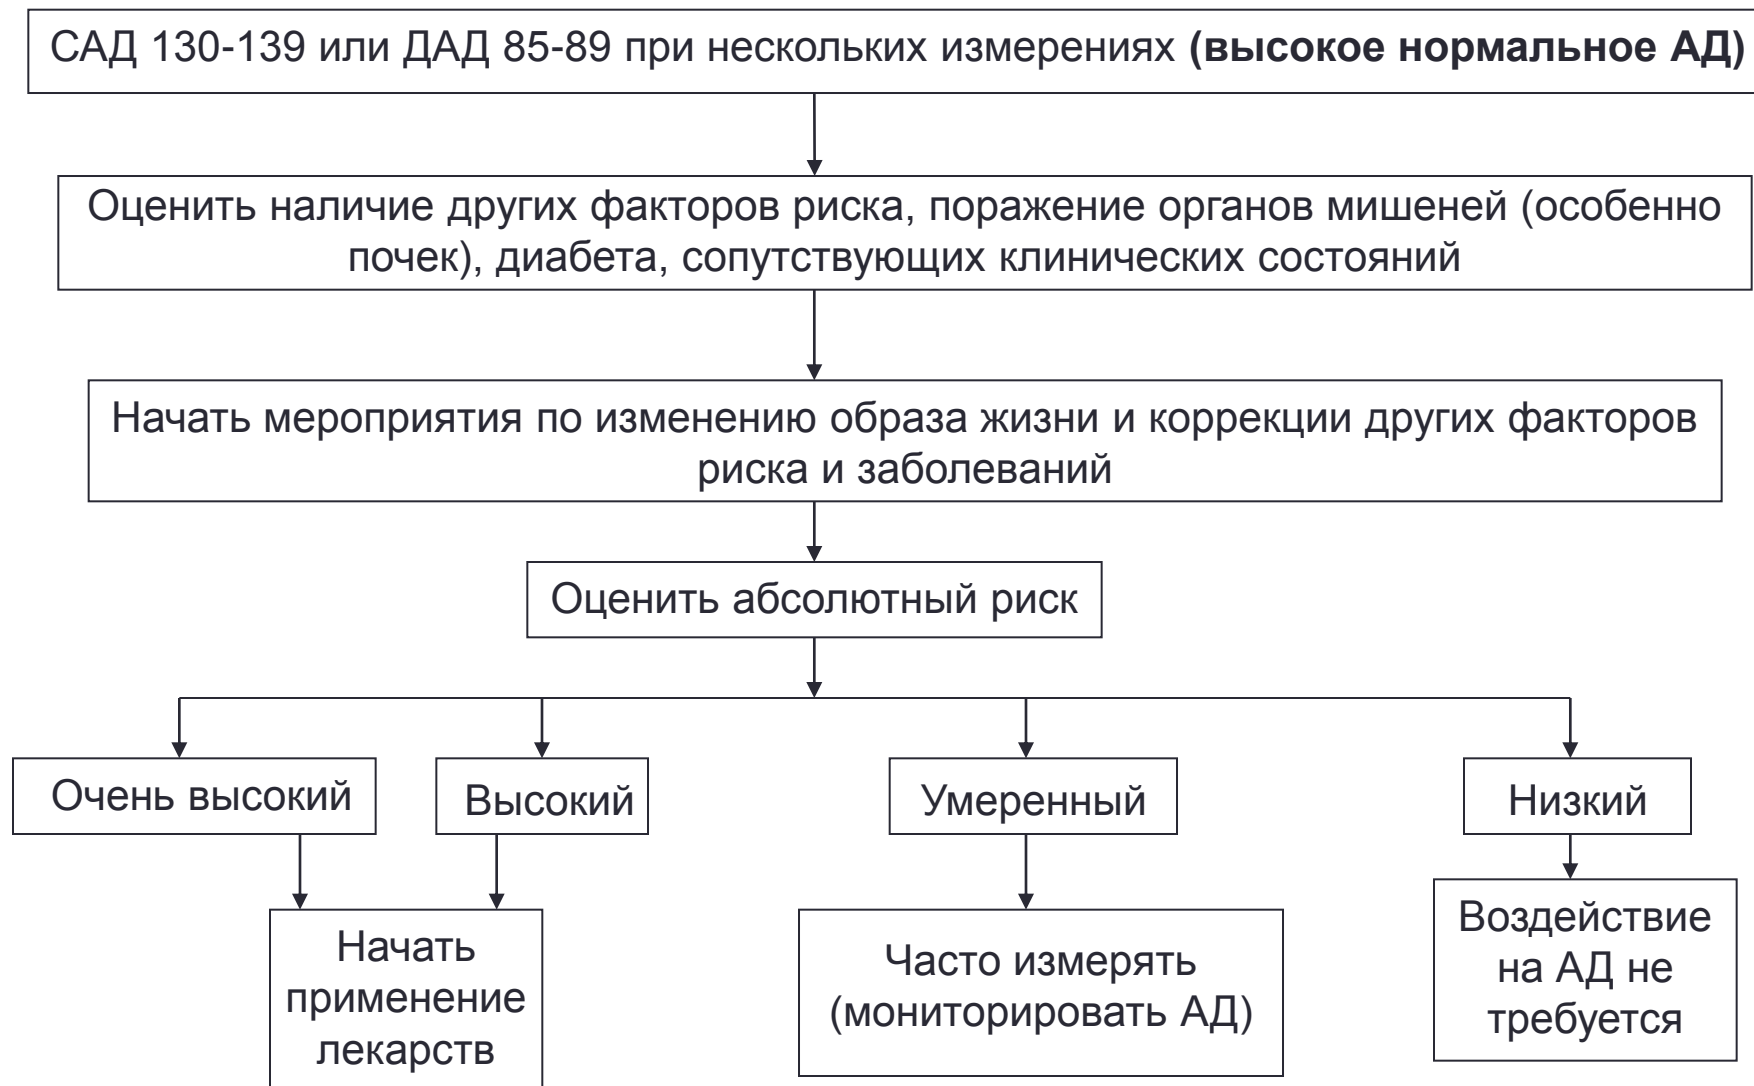 САД 130-139 или ДАД 85-89 при нескольких измерениях (высокое нормальное АД)
Оценить наличие других факторов риска, поражение органов мишеней (особенно
почек), диабета, сопутствующих клинических состояний
Начать мероприятия по изменению образа жизни и коррекции других факторов
риска и заболеваний
Оценить абсолютный риск
Очень высокий
Высокий
Умеренный
Низкий
Начать
применение
лекарств
Часто измерять
(мониторировать АД)
Воздействие
на АД не
требуется